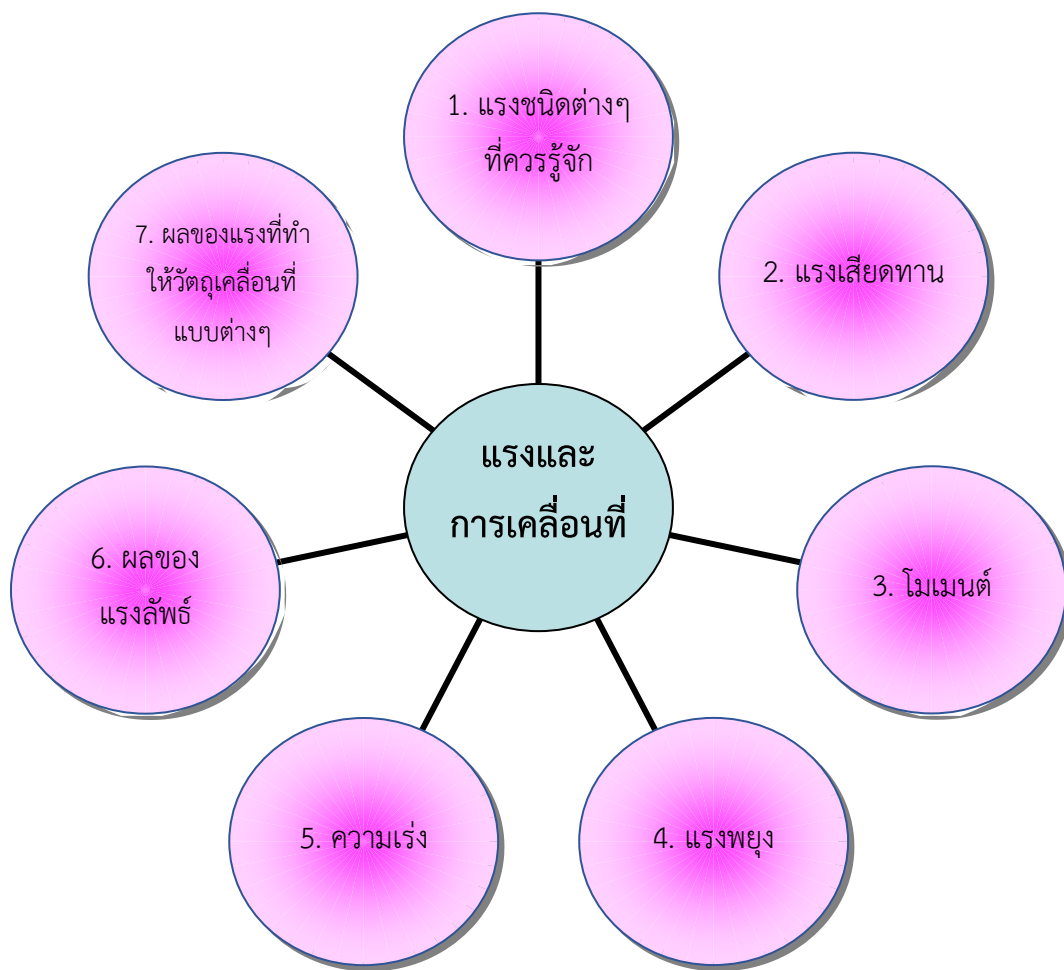 แรงและ
การเคลื่อนที่
1. แรงชนิดต่างๆ
ที่ควรรู้จัก
2. แรงเสียดทาน
3. โมเมนต์
4. แรงพยุง
5. ความเร่ง
6. ผลของ
แรงลัพธ์
7. ผลของแรงที่ทำ
ให้วัตถุเคลื่อนที่
แบบต่างๆ